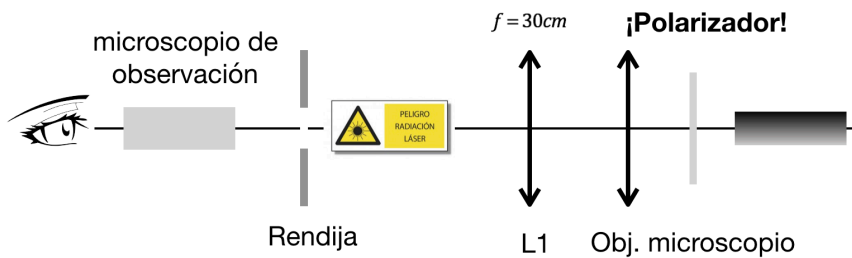 f = 30cm
¡Polarizador!
microscopio de
observación
PELIGRO
RADIACIÓN
LÁSER
Rendija
L1
Obj. microscopio